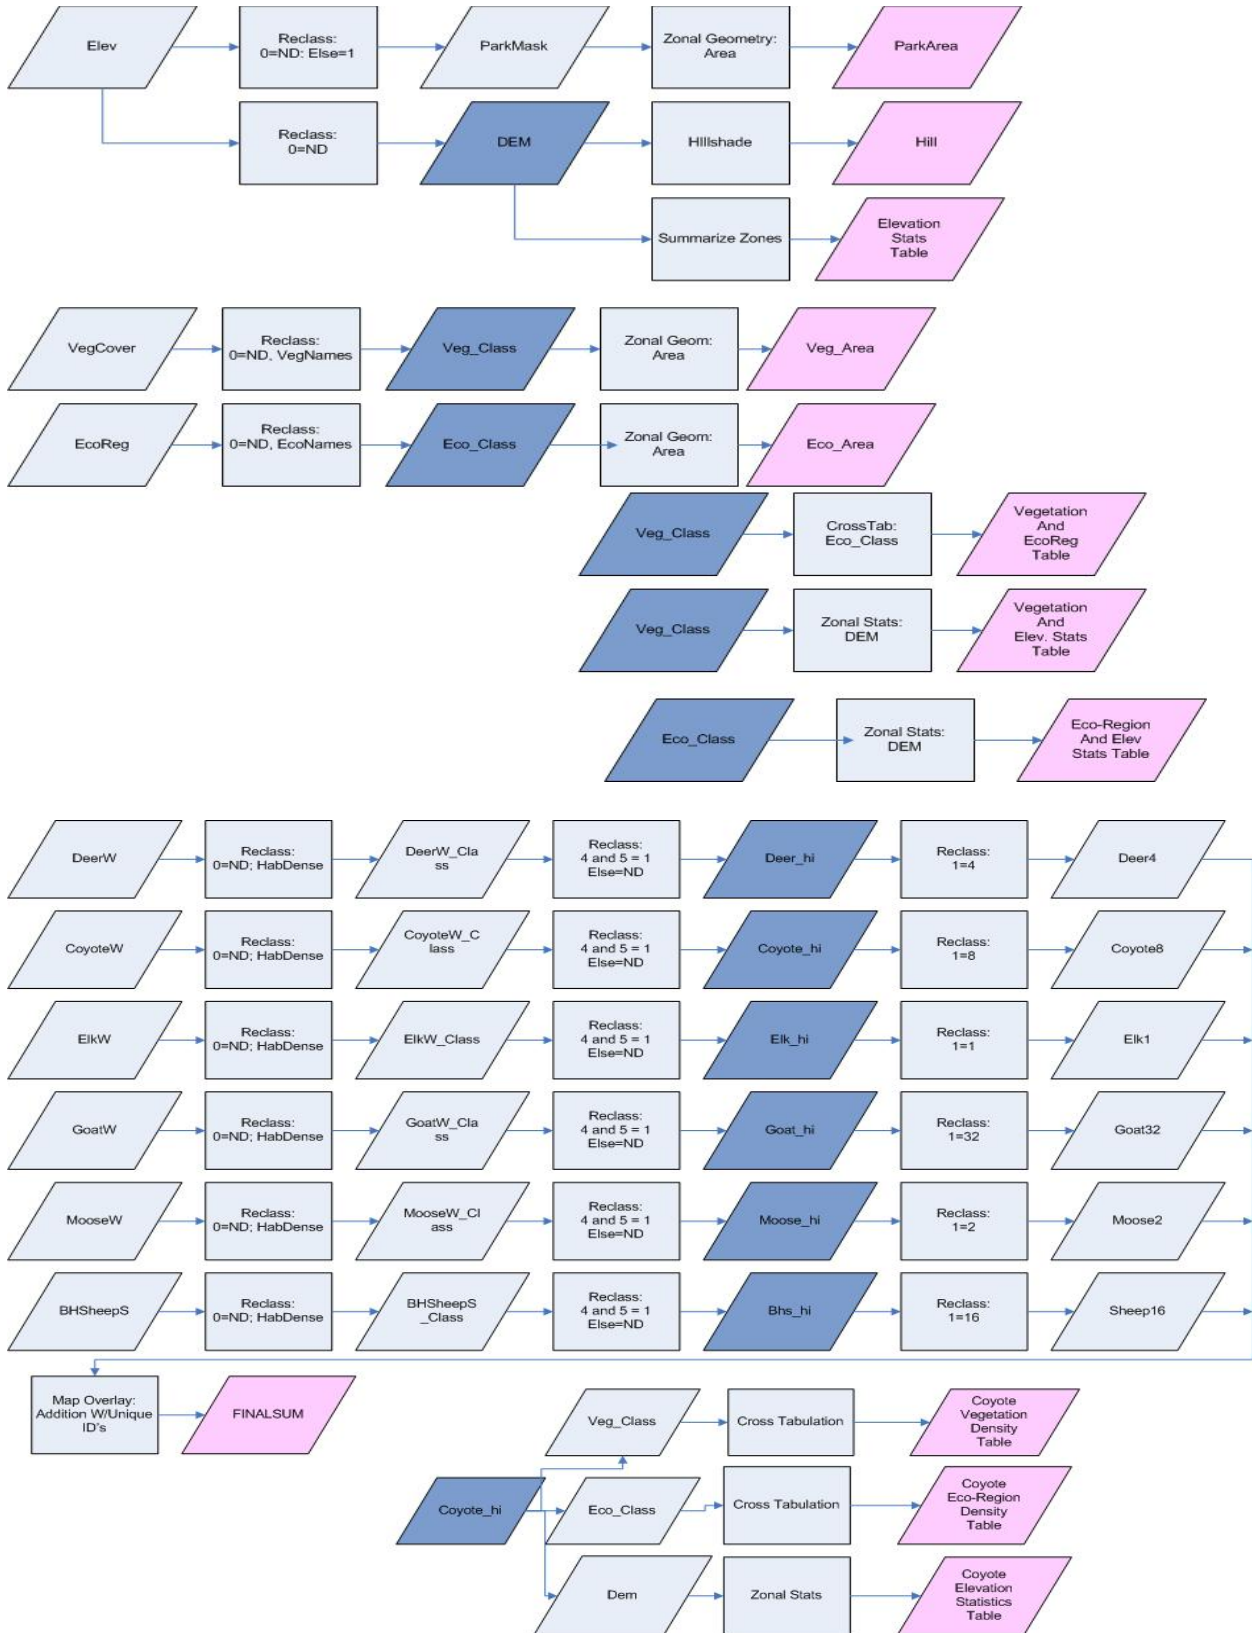 Elev
Reclass:
0=ND: Else=1
ParkMask
Zonal Geometry:
Area
ParkArea
Reclass:
0=ND
DEM
HIllshade
Hill
Summarize Zones
Elevation
Stats
Table
VegCover
Reclass:
0=ND, VegNames
Veg_Class
Zonal Geom:
Area
Veg_Area
EcoReg
Reclass:
0=ND, EcoNames
Eco_Class
Zonal Geom:
Area
Eco_Area
Veg_Class
CrossTab:
Eco_Class
Vegetation
And
EcoReg
Table
Veg_Class
Zonal Stats:
DEM
Vegetation
And
Elev. Stats
Table
Eco_Class
Zonal Stats:
DEM
Eco-Region
And Elev
Stats Table
DeerW
Reclass:
0=ND; HabDense
DeerW_Cla
ss
Reclass:
4 and 5 = 1
Else=ND
Deer_hi
Reclass:
1=4
Deer4
CoyoteW
Reclass:
0=ND; HabDense
CoyoteW_C
lass
Reclass:
4 and 5 = 1
Else=ND
Coyote_hi
Reclass:
1=8
Coyote8
ElkW
Reclass:
0=ND; HabDense
ElkW_Class
Reclass:
4 and 5 = 1
Else=ND
Elk_hi
Reclass:
1=1
Elk1
GoatW
Reclass:
0=ND; HabDense
GoatW_Cla
ss
Reclass:
4 and 5 = 1
Else=ND
Goat_hi
Reclass:
1=32
Goat32
MooseW
Reclass:
0=ND; HabDense
MooseW_Cl
ass
Reclass:
4 and 5 = 1
Else=ND
Moose_hi
Reclass:
1=2
Moose2
BHSheepS
Reclass:
0=ND; HabDense
BHSheepS
_Class
Reclass:
4 and 5 = 1
Else=ND
Bhs_hi
Reclass:
1=16
Sheep16
Map Overlay:
Addition W/Unique
ID's
FINALSUM
Veg_Class
Cross Tabulation
Coyote
Vegetation
Density
Table
Coyote_hi
Eco_Class
Cross Tabulation
Coyote
Eco-Region
Density
Table
Dem
Zonal Stats
Coyote
Elevation
Statistics
Table